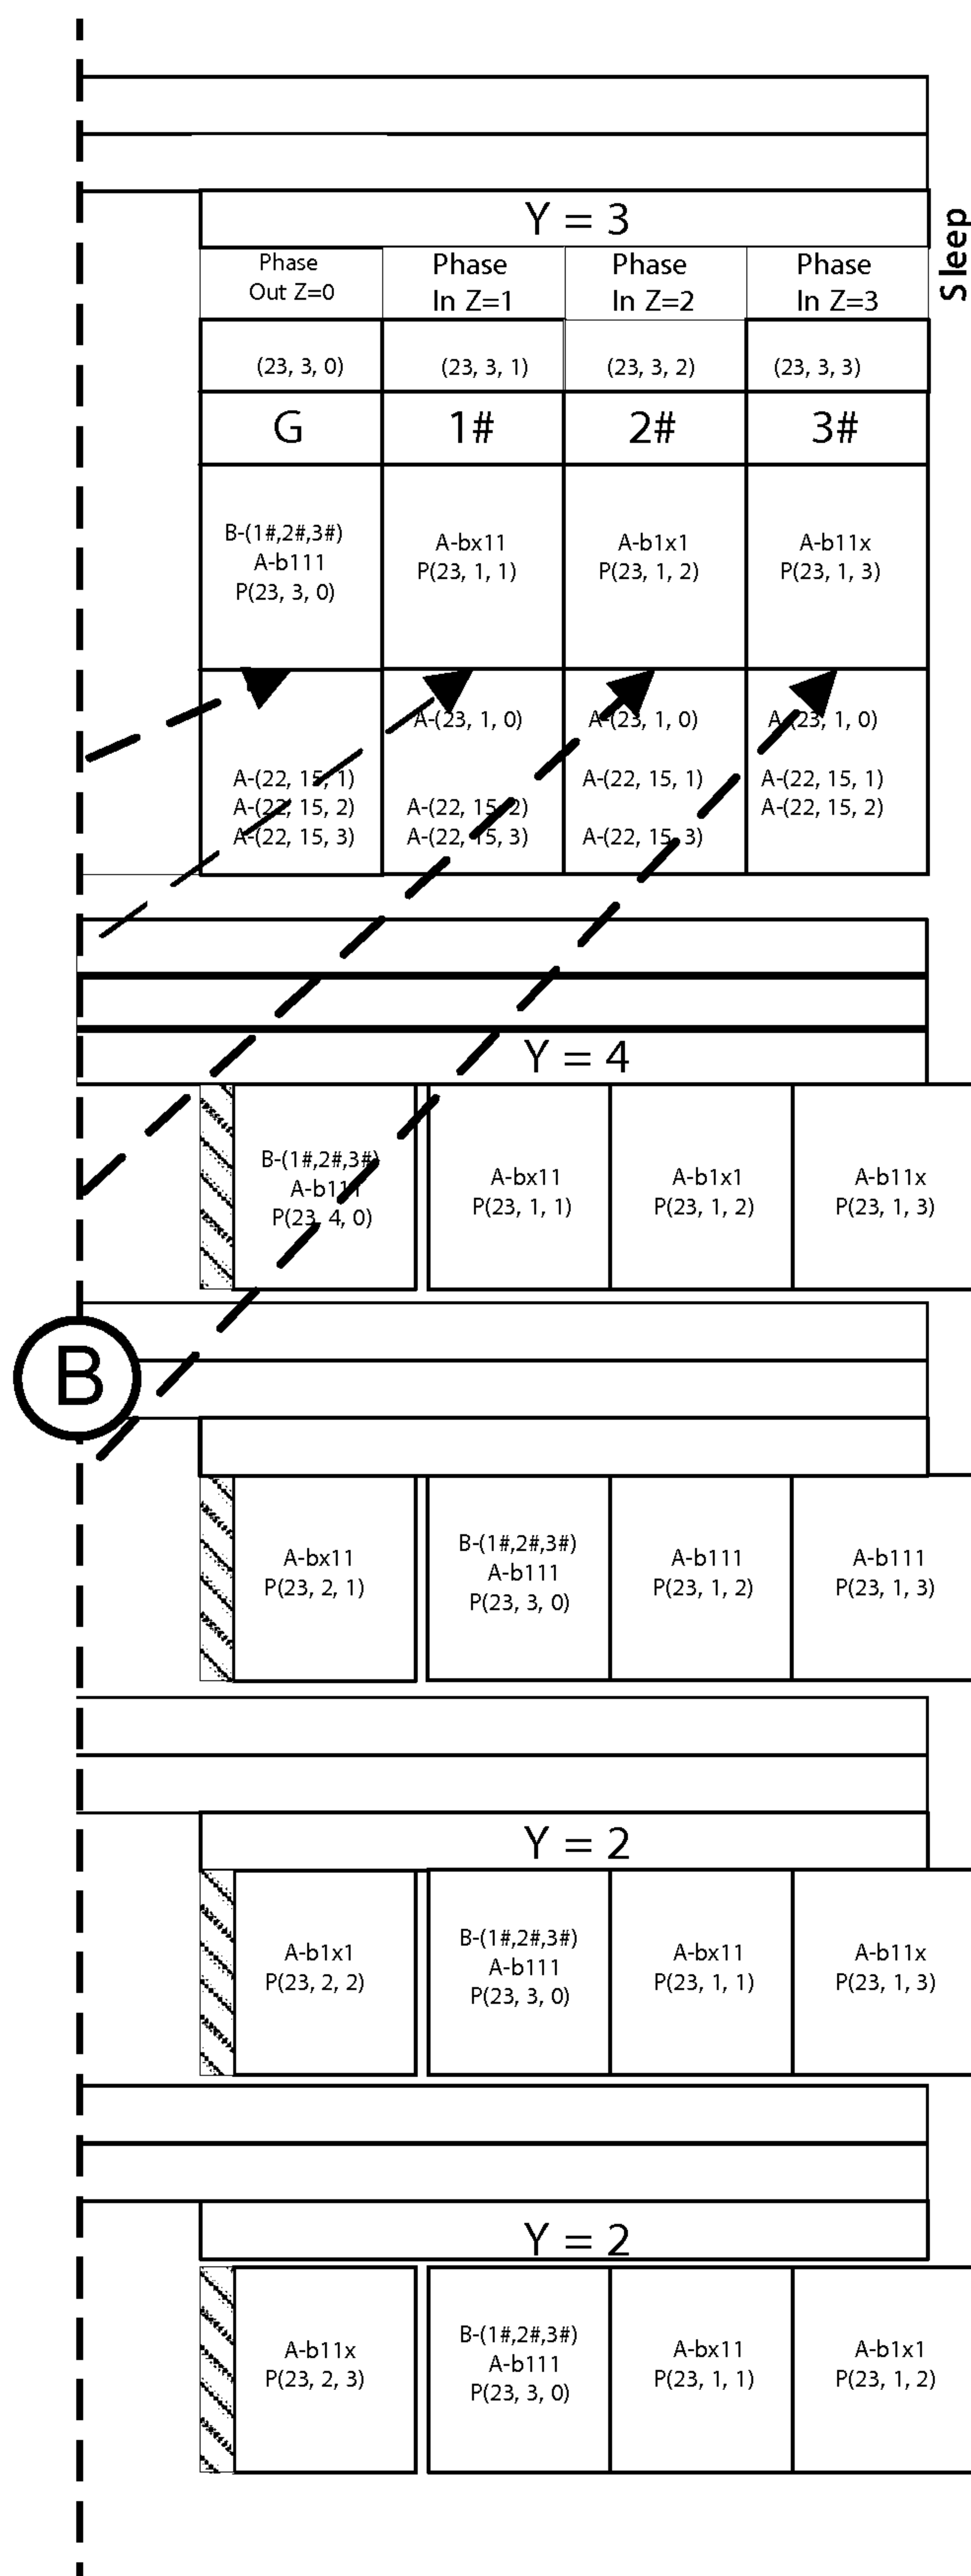 Y = 3
Sleep
Phase
Out Z=0
Phase
In Z=1
Phase
In Z=2
Phase
In Z=3
(23, 3, 0)
(23, 3, 1)
(23, 3, 2)
(23, 3, 3)
G
1#
2#
3#
B-(1#,2#,3#)
A-b111
P(23, 3, 0)
A-bx11
P(23, 1, 1)
A-b1x1
P(23, 1, 2)
A-b11x
P(23, 1, 3)
A-(22, 15, 1)
A-(22, 15, 2)
A-(22, 15, 3)
A-(23, 1, 0)
A-(22, 15, 2)
A-(22, 15, 3)
A-(23, 1, 0)
A-(22, 15, 1)
A-(22, 15, 3)
A-(23, 1, 0)
A-(22, 15, 1)
A-(22, 15, 2)
Y = 4
B-(1#,2#,3#)
A-b111
P(23, 4, 0)
A-bx11
P(23, 1, 1)
A-b1x1
P(23, 1, 2)
A-b11x
P(23, 1, 3)
B
A-bx11
P(23, 2, 1)
B-(1#,2#,3#)
A-b111
P(23, 3, 0)
A-b111
P(23, 1, 2)
A-b111
P(23, 1, 3)
Y = 2
A-b1x1
P(23, 2, 2)
B-(1#,2#,3#)
A-b111
P(23, 3, 0)
A-bx11
P(23, 1, 1)
A-b11x
P(23, 1, 3)
Y = 2
A-b11x
P(23, 2, 3)
B-(1#,2#,3#)
A-b111
P(23, 3, 0)
A-bx11
P(23, 1, 1)
A-b1x1
P(23, 1, 2)